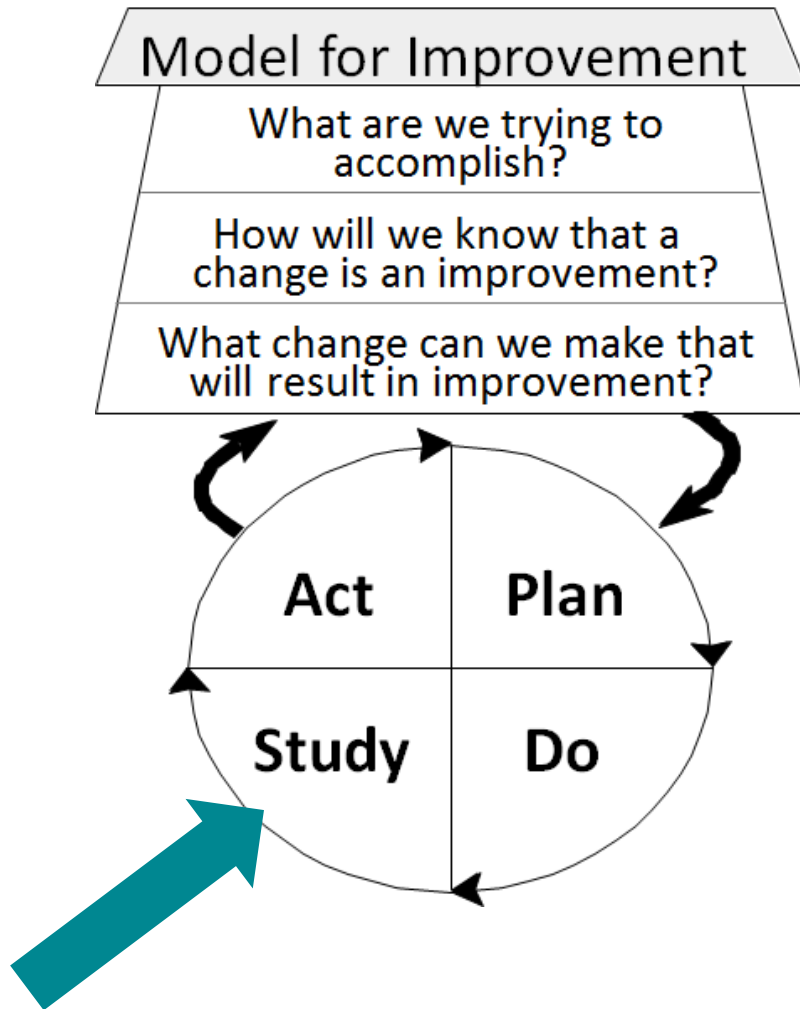 Model for Improvement
What are we trying to
accomplish?
How will we know that a
change is an improvement?
What change can we make that
will result in improvement?
Act
Plan
Study
Do